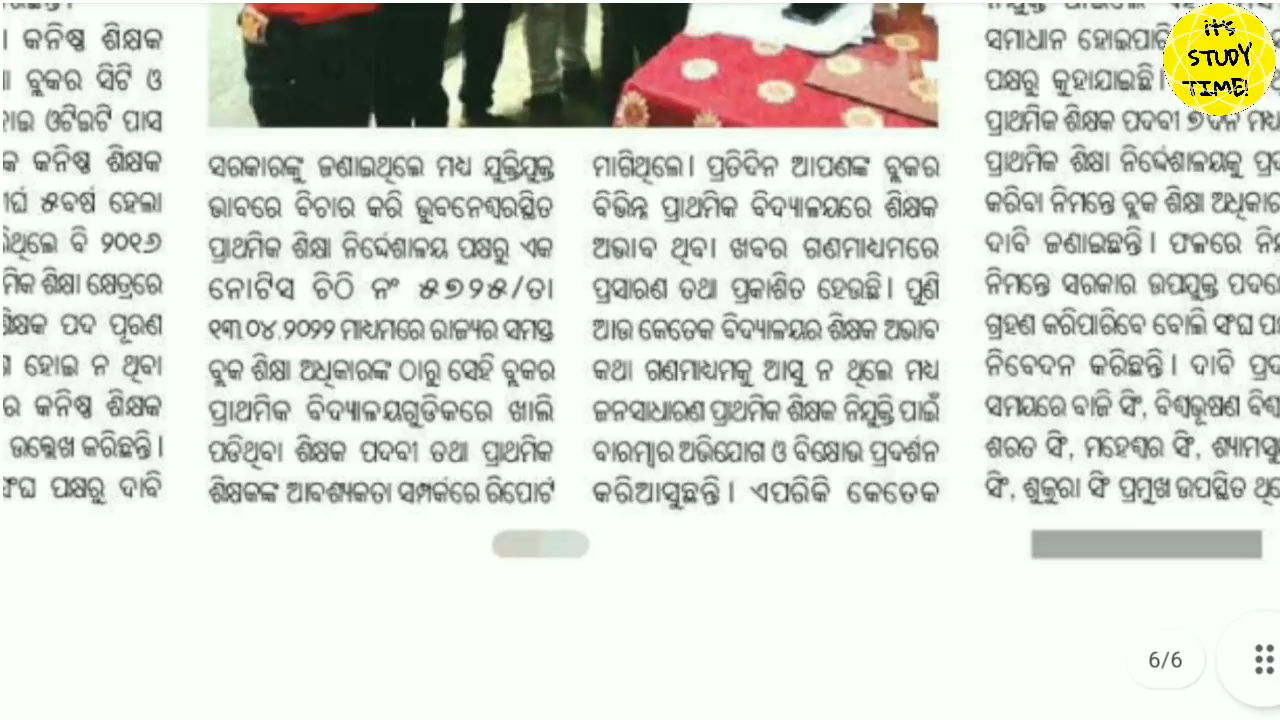 କନିଷ୍ଠ ଶିକ୍ଷକ
ବ୍ଲକର ସିଟି ଓ
ଓଟିଇଟି ପାସ
କନିଷ୍ଠ ଶିକ୍ଷକ
୫ବର୍ଷ ହେଲା
ବି ୨୦୧୬
ଶିକ୍ଷା କ୍ଷେତ୍ରରେ
ପଦ ପୂରଣ
ହୋଇ ନ ଥିବା
କନିଷ୍ଠ ଶିକ୍ଷକ
ଉଲ୍ଲେଖ କରିଛନ୍ତି।
ପକ୍ଷରୁ ଦାବି
ସରକାରଙ୍କୁ ଜଣାଇଥିଲେ ମଧ୍ୟ ଯୁକ୍ତିଯୁକ୍ତ
ଭାବରେ ବିଚାର କରି ଭୁବନେଶ୍ୱରସ୍ଥିତ
ପ୍ରାଥମିକ ଶିକ୍ଷା ନିର୍ଦ୍ଦେଶାଳୟ ପକ୍ଷରୁ ଏକ
ନୋଟିସ ଚିଠି ନଂ ୫୭୨୫/ତା
୧୩.୦୪.୨୦୨୨ ମାଧ୍ୟମରେ ରାଜ୍ୟର ସମସ୍ତ
ବ୍ଲକ ଶିକ୍ଷା ଅଧିକାରଙ୍କ ଠାରୁ ସେହି ବ୍ଲକର
ପ୍ରାଥମିକ ବିଦ୍ୟାଳୟଗୁଡିକରେ ଖାଲି
ପଡିଥିବା ଶିକ୍ଷକ ପଦବୀ ତଥା ପ୍ରାଥମିକ
ଶିକ୍ଷକଙ୍କ ଆବଶ୍ୟକତା ସମ୍ପର୍କରେ ରିପୋର୍ଟ
ମାଗିଥିଲେ। ପ୍ରତିଦିନ ଆପଣଙ୍କ ବ୍ଲକର
ବିଭିନ୍ନ ପ୍ରାଥମିକ ବିଦ୍ୟାଳୟରେ ଶିକ୍ଷକ
ଅଭାବ ଥିବା ଖବର ଗଣମାଧ୍ୟମରେ
ପ୍ରସାରଣ ତଥା ପ୍ରକାଶିତ ହେଉଛି। ପୁଣି
ଆଉ କେତେକ ବିଦ୍ୟାଳୟର ଶିକ୍ଷକ ଅଭାବ
କଥା ଗଣମାଧ୍ୟମକୁ ଆସୁ ନ ଥିଲେ ମଧ୍ୟ
ଜନସାଧାରଣ ପ୍ରାଥମିକ ଶିକ୍ଷକ ନିଯୁକ୍ତି ପାଇଁ
ବାରମ୍ବାର ଅଭିଯୋଗ ଓ ବିକ୍ଷୋଭ ପ୍ରଦର୍ଶନ
କରିଆସୁଛନ୍ତି। ଏପରିକି କେତେକ
ସମାଧାନ
ପକ୍ଷରୁ କୁହାଯାଇଛି।
ପ୍ରାଥମିକ ଶିକ୍ଷକ ପଦବୀ ୭ଦିନ
ପ୍ରାଥମିକ ଶିକ୍ଷା ନିର୍ଦ୍ଦେଶାଳୟକୁ
କରିବା ନିମନ୍ତେ ବ୍ଲକ ଶିକ୍ଷା
ଦାବି ଜଣାଇଛନ୍ତି। ଫଳରେ
ନିମନ୍ତେ ସରକାର ଉପଯୁକ୍ତ
ଗ୍ରହଣ କରିପାରିବେ ବୋଲି ସଂଘ
ନିବେଦନ କରିଛନ୍ତି। ଦାବି
ସମୟରେ ବାଜି ସିଂ, ବିଶ୍ୱଭୂଷଣ
ଶରତ ସିଂ, ମହେଶ୍ୱର ସିଂ,
ସିଂ, ଶୁକୁରା ସିଂ ପ୍ରମୁଖ ଉପସ୍ଥିତ
it's
STUDY
TIME!
6/6